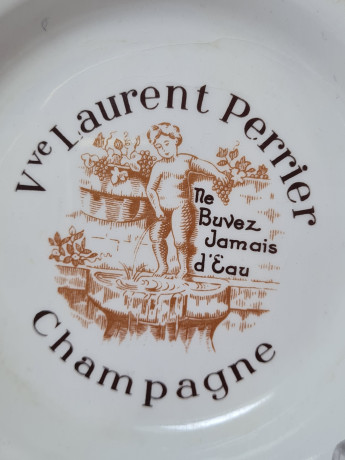 Vve Laurent Perrier
Ne
Buvez
Jamais
d'Eau
Champagne